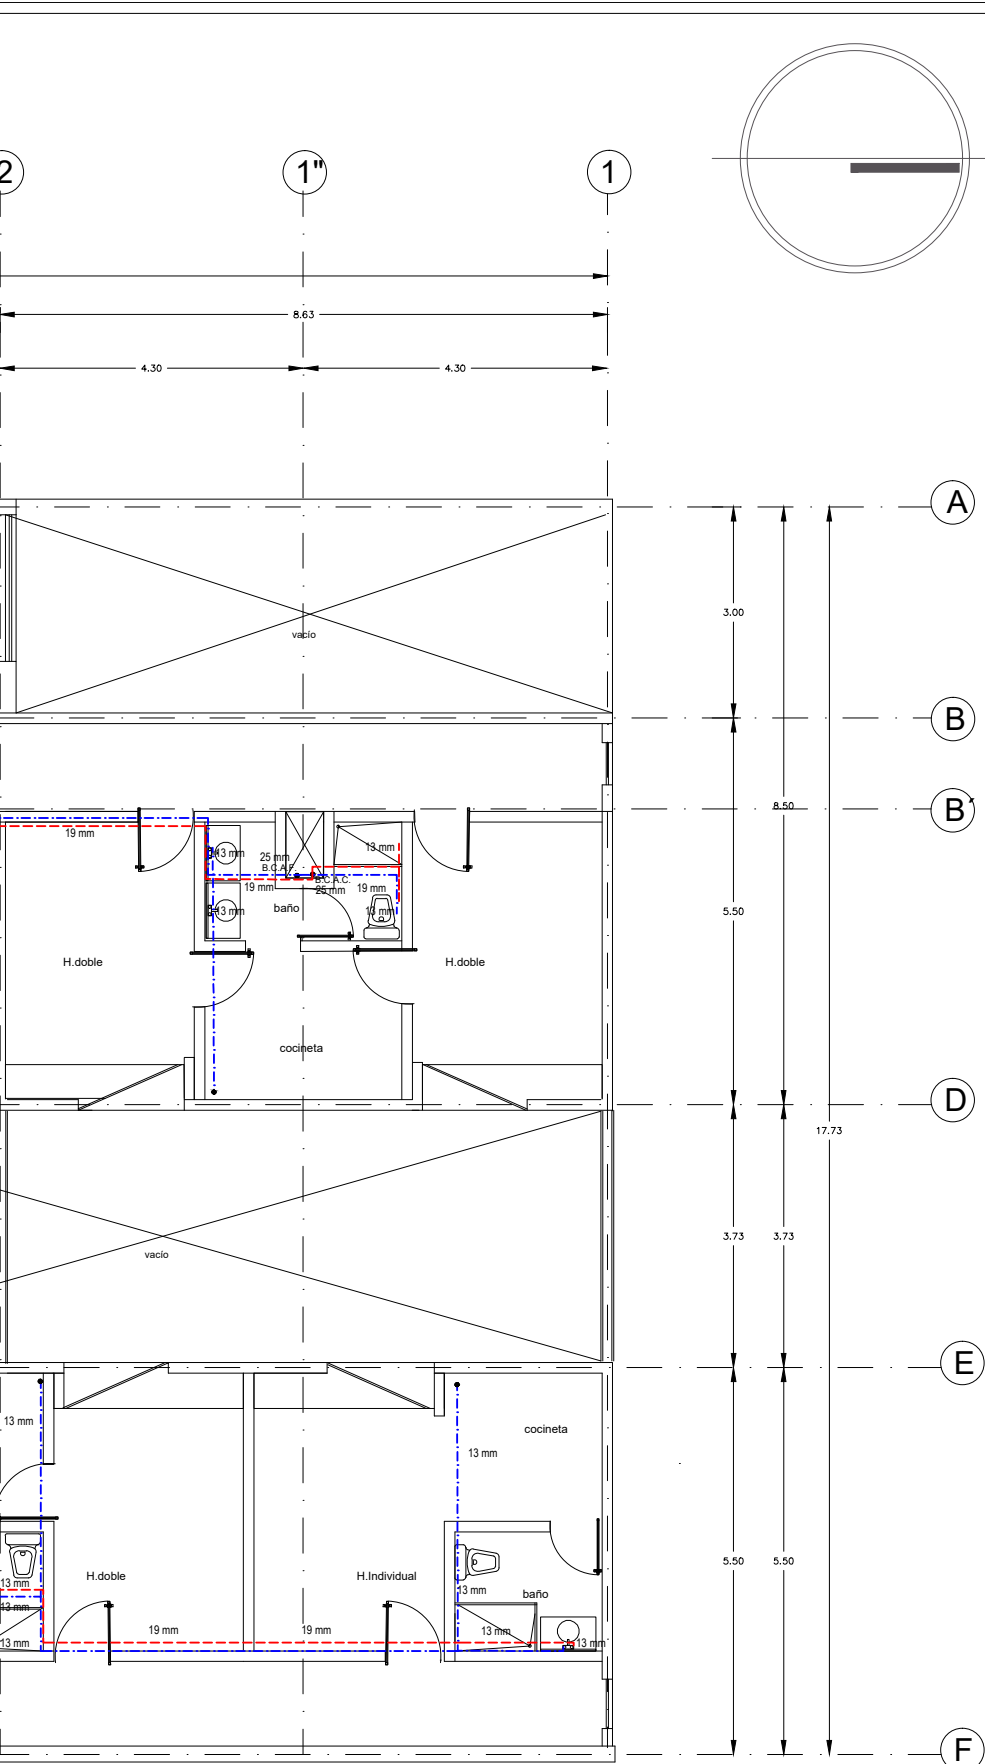 2
1"
1
8.63
4.30
4.30
A
3.00
vacío
B
8.50
B'
19 mm
13 mm
13 mm
25 mm
B.C.A.F.
B.C.A.C.
19 mm
25 mm
19 mm
baño
13 mm
13 mm
5.50
H.doble
H.doble
cocineta
D
17.73
3.73
3.73
vacío
E
13 mm
cocineta
13 mm
5.50
5.50
H.doble
H.Individual
13 mm
13 mm
baño
13 mm
19 mm
19 mm
13 mm
13 mm
13 mm
F